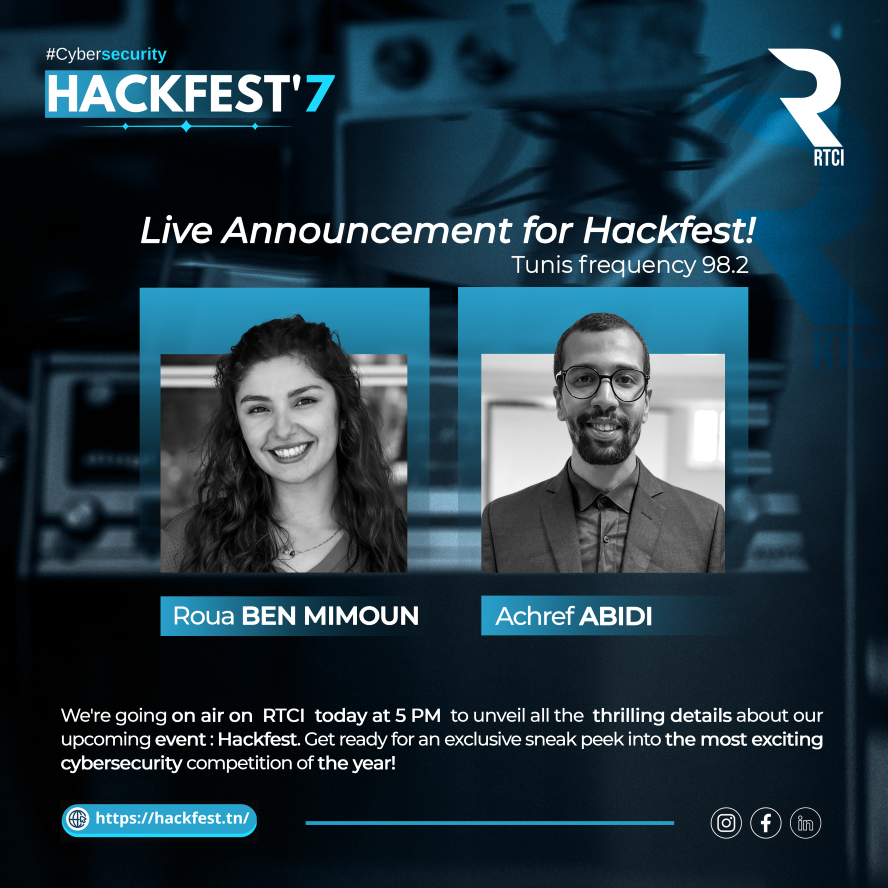 #Cybersecurity
HACKFEST'7
RTCI
Live Announcement for Hackfest!
Tunis frequency 98.2
RTCI
Roua BEN MIMOUN
Achref ABIDI
We're going on air on RTCI today at 5 PM to unveil all the thrilling details about our
upcoming event : Hackfest. Get ready for an exclusive sneak peek into the most exciting
cybersecurity competition of the year!
https://hackfest.tn/
in